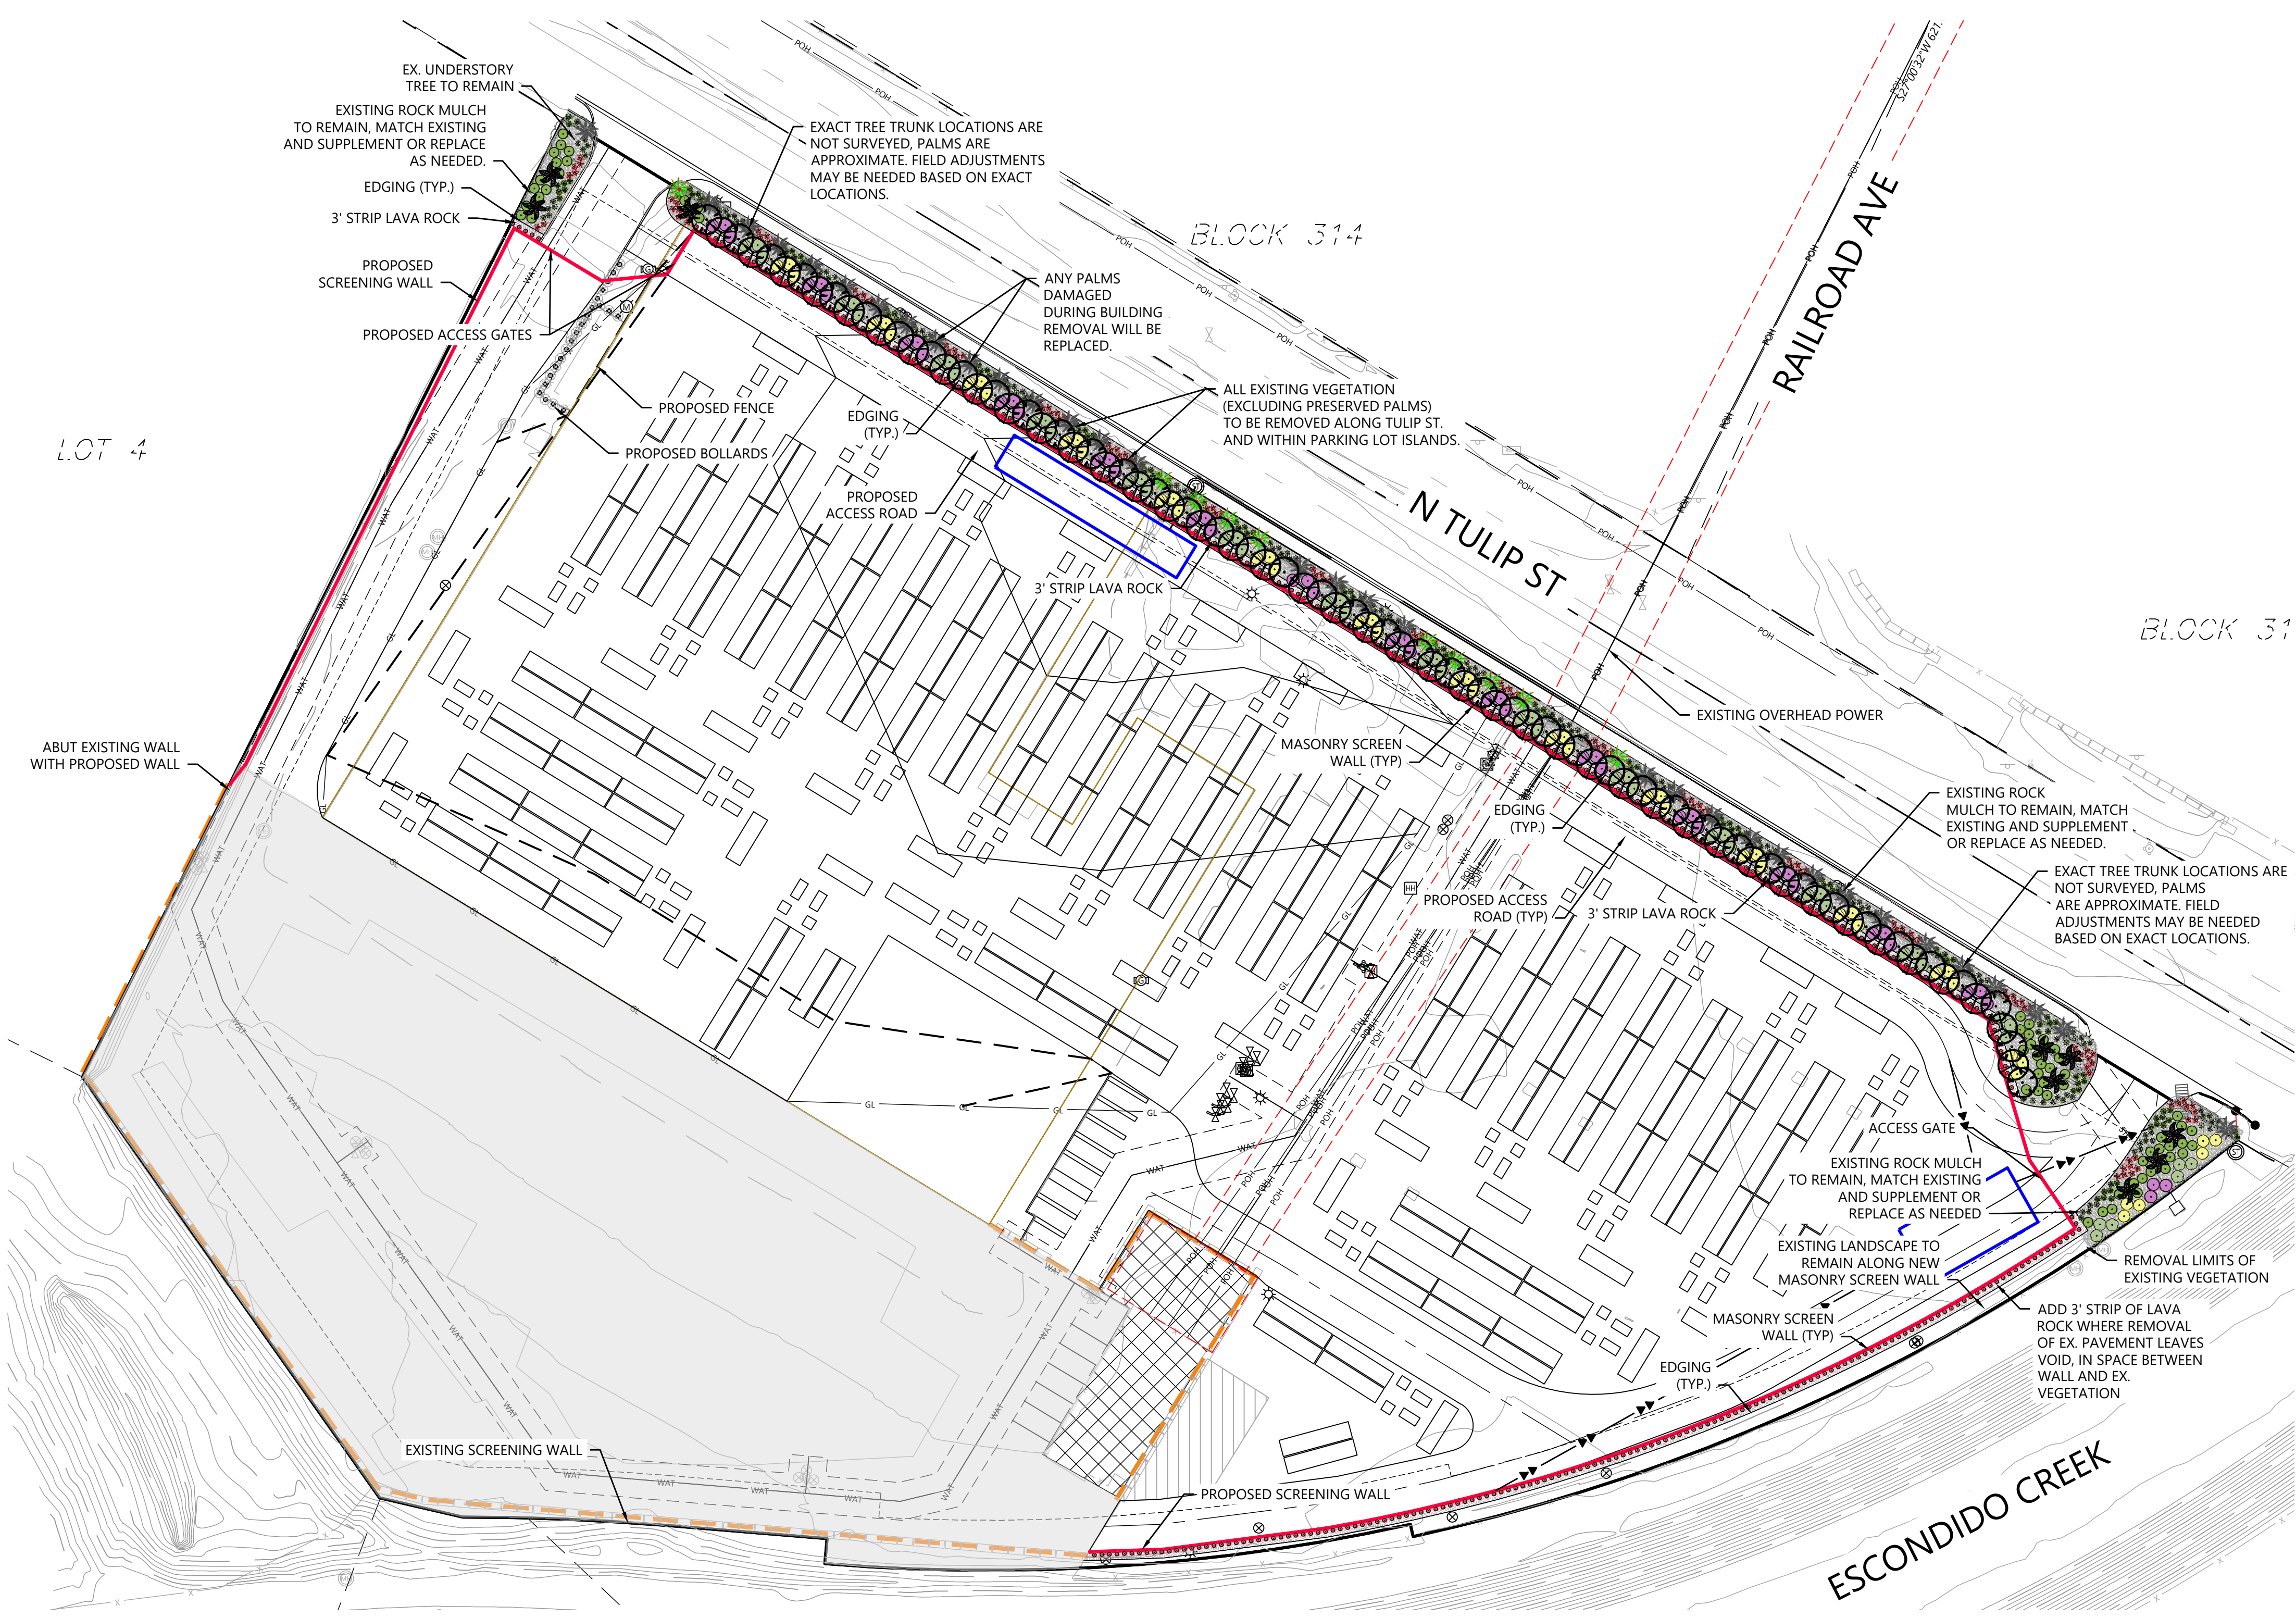 EX. UNDERSTORY
TREE TO REMAIN
EXISTING ROCK MULCH
TO REMAIN, MATCH EXISTING
AND SUPPLEMENT OR REPLACE
AS NEEDED.
EDGING (TYP.)
3' STRIP LAVA ROCK
PROPOSED
SCREENING WALL
PROPOSED ACCESS GATES
EXACT TREE TRUNK LOCATIONS ARE
NOT SURVEYED, PALMS ARE
APPROXIMATE. FIELD ADJUSTMENTS
MAY BE NEEDED BASED ON EXACT
LOCATIONS.
BLOCK 314
S27°00'32"W 621.
RAILROAD AVE
ANY PALMS
DAMAGED
DURING BUILDING
REMOVAL WILL BE
REPLACED.
ALL EXISTING VEGETATION
(EXCLUDING PRESERVED PALMS)
TO BE REMOVED ALONG TULIP ST.
AND WITHIN PARKING LOT ISLANDS.
LOT 4
PROPOSED FENCE
EDGING
(TYP.)
PROPOSED BOLLARDS
PROPOSED
ACCESS ROAD
N TULIP ST
3' STRIP LAVA ROCK
BLOCK 31
EXISTING OVERHEAD POWER
ABUT EXISTING WALL
WITH PROPOSED WALL
MASONRY SCREEN
WALL (TYP)
EDGING
(TYP.)
EXISTING ROCK
MULCH TO REMAIN, MATCH
EXISTING AND SUPPLEMENT
OR REPLACE AS NEEDED.
EXACT TREE TRUNK LOCATIONS ARE
NOT SURVEYED, PALMS
ARE APPROXIMATE. FIELD
ADJUSTMENTS MAY BE NEEDED
BASED ON EXACT LOCATIONS.
PROPOSED ACCESS
ROAD (TYP)
3' STRIP LAVA ROCK
ACCESS GATE
EXISTING ROCK MULCH
TO REMAIN, MATCH EXISTING
AND SUPPLEMENT OR
REPLACE AS NEEDED
EXISTING LANDSCAPE TO
REMAIN ALONG NEW
MASONRY SCREEN WALL
REMOVAL LIMITS OF
EXISTING VEGETATION
MASONRY SCREEN
WALL (TYP)
ADD 3' STRIP OF LAVA
ROCK WHERE REMOVAL
OF EX. PAVEMENT LEAVES
VOID, IN SPACE BETWEEN
WALL AND EX.
VEGETATION
EDGING
(TYP.)
EXISTING SCREENING WALL
PROPOSED SCREENING WALL
ESCONDIDO CREEK
POH
WAT
GL
HH
ST